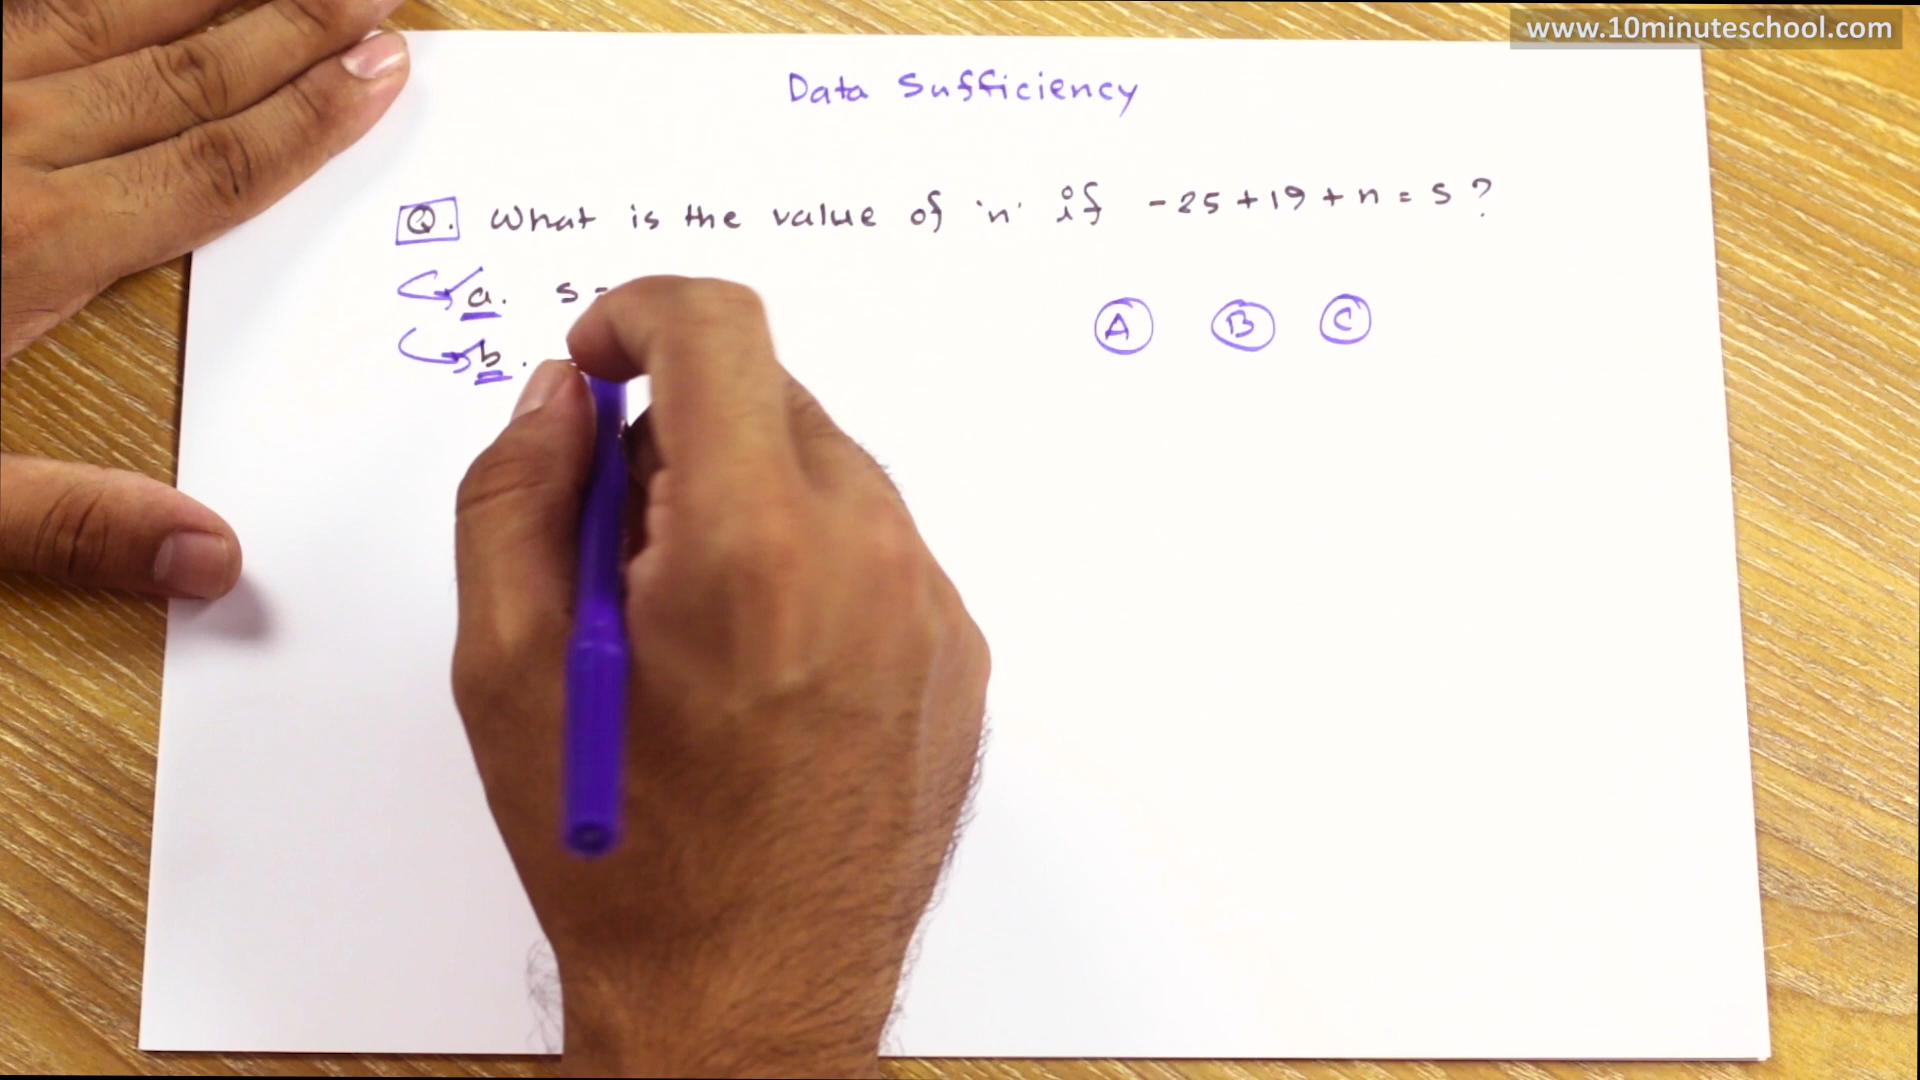 www.10minuteschool.com
Data Sufficiency
Q. What is the value of 'n' if -25+19+n=s?
a. s=
b.
A B C